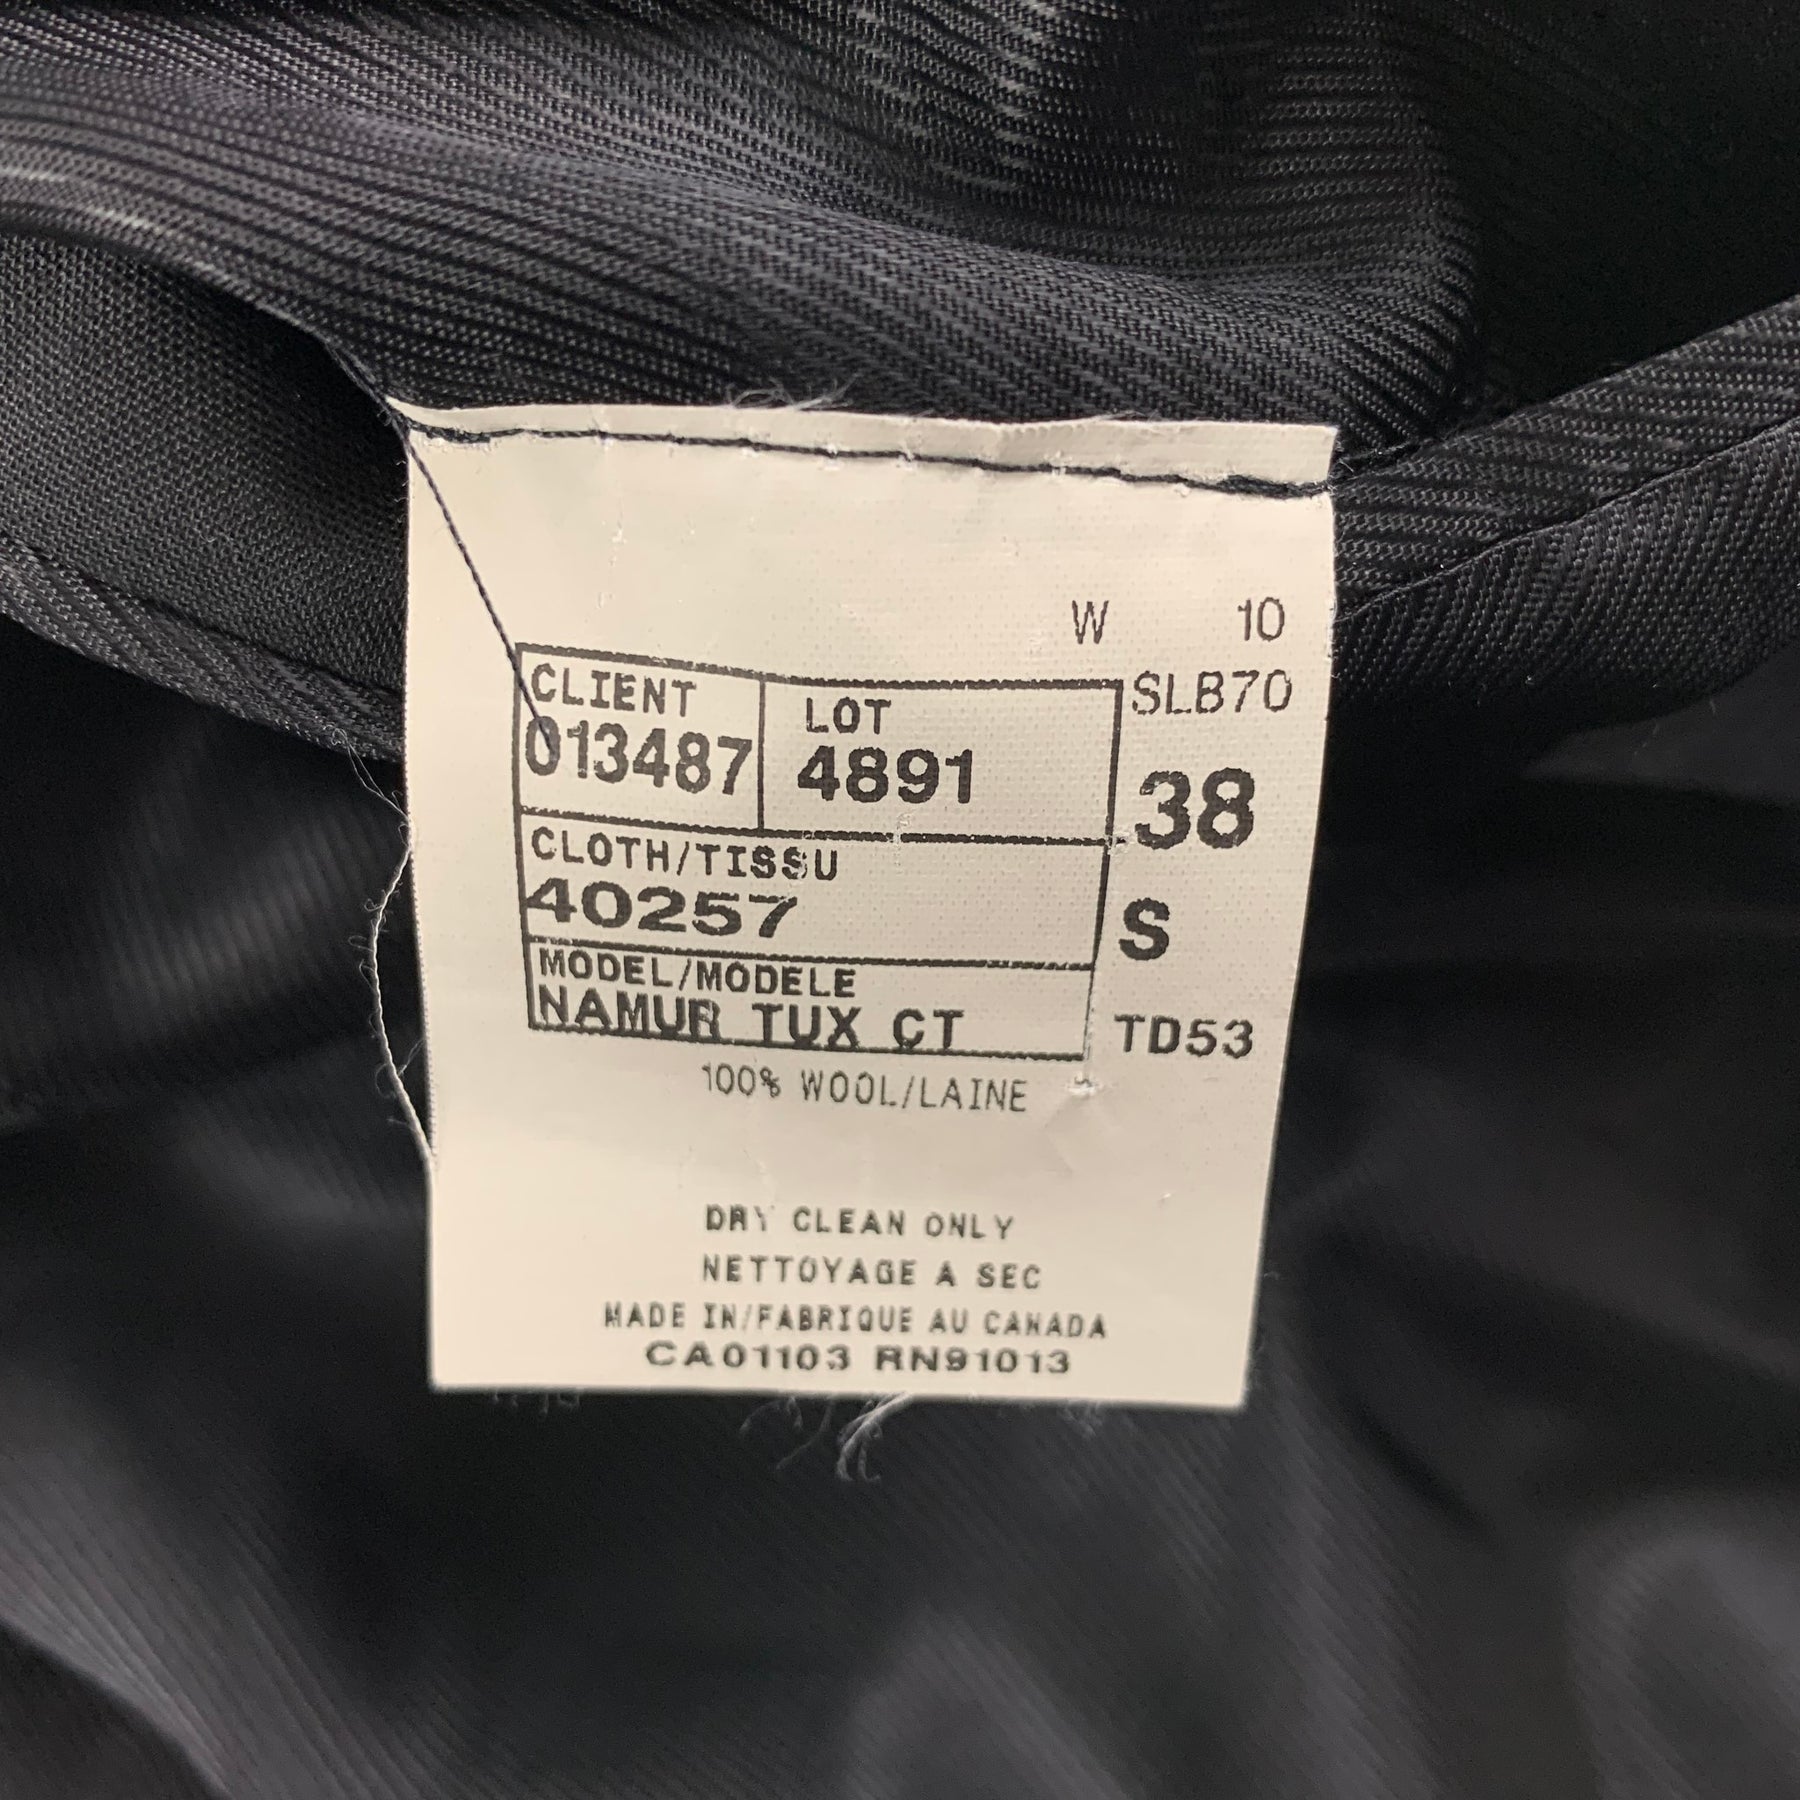 W 10
CLIENT LOT SLB70
013487 4891 38
CLOTH/TISSU
40257 S
MODEL/MODELE
NAMUR TUX CT TD53
100% WOOL/LAINE
DRY CLEAN ONLY
NETTOYAGE A SEC
MADE IN/FABRIQUE AU CANADA
CA01103 RN91013